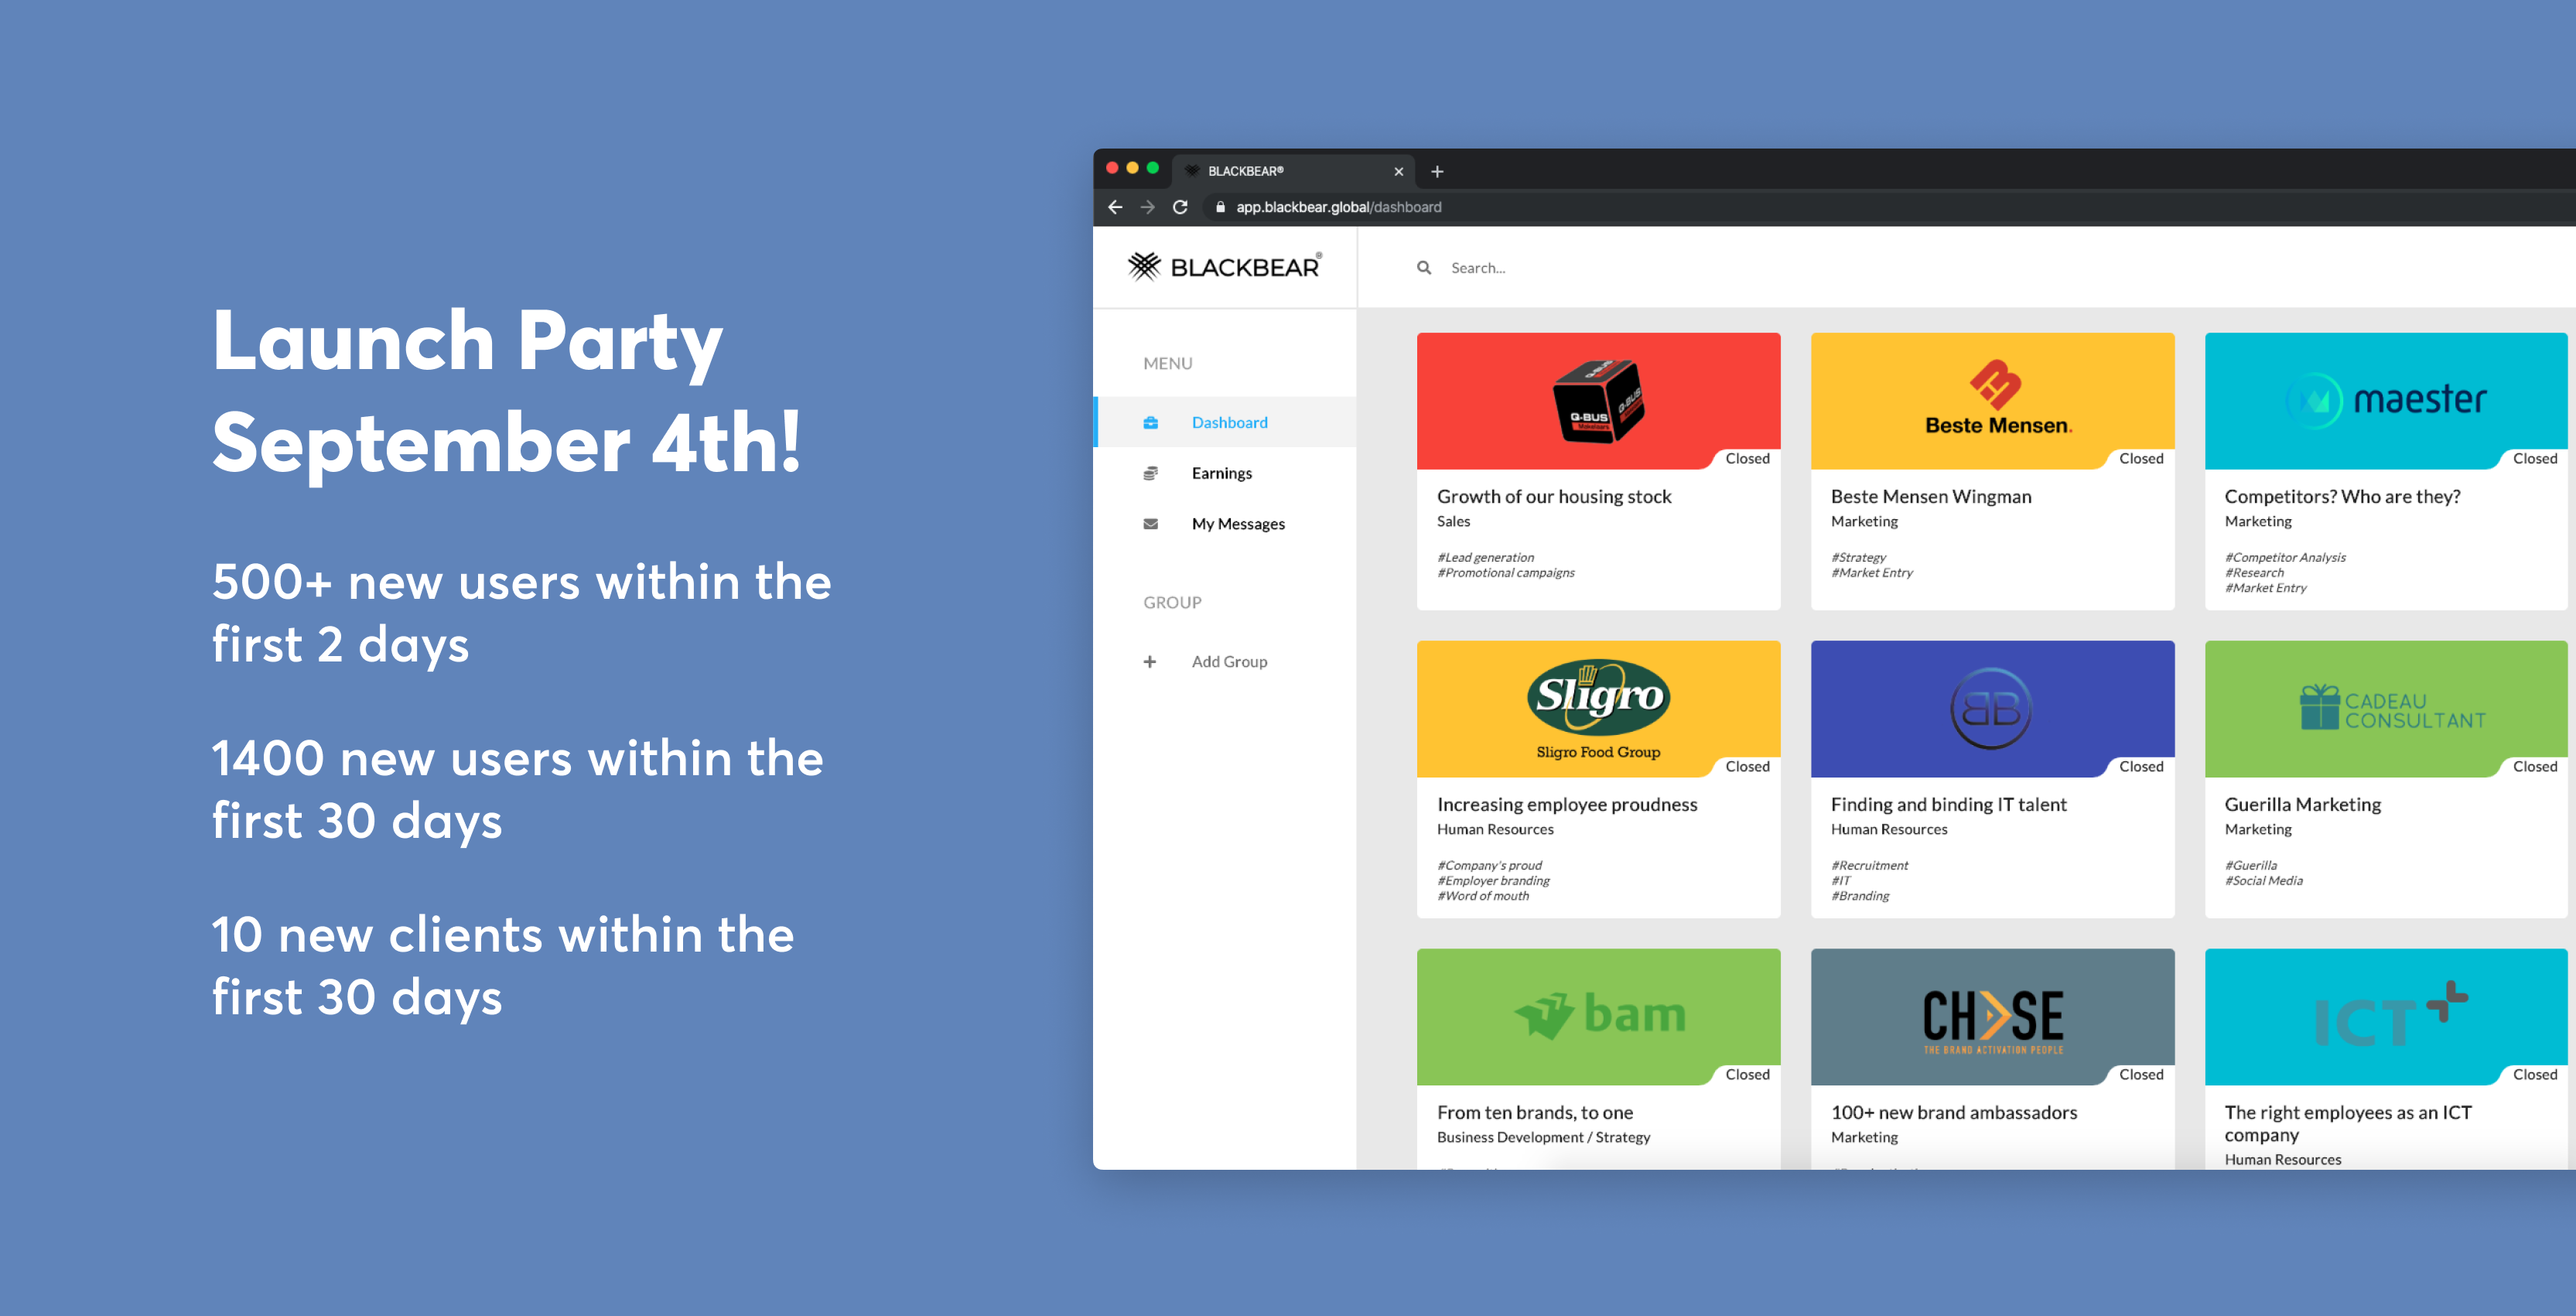 Launch Party
September 4th!
500+ new users within the
first 2 days
1400 new users within the
first 30 days
10 new clients within the
first 30 days
BLACKBEAR®
app.blackbear.global/dashboard
BLACKBEAR®
Search...
MENU
Dashboard
Earnings
My Messages
GROUP
Add Group
Q-BUS
Q-BUS
Q-BUS
Closed
Growth of our housing stock
Sales
#Lead generation
#Promotional campaigns
Beste Mensen.
Closed
Beste Mensen Wingman
Marketing
#Strategy
#Market Entry
maester
Closed
Competitors? Who are they?
Marketing
#Competitor Analysis
#Research
#Market Entry
Sligro
Sligro Food Group
Closed
Increasing employee proudness
Human Resources
#Company's proud
#Employer branding
#Word of mouth
BB
Closed
Finding and binding IT talent
Human Resources
#Recruitment
#IT
#Branding
CADEAU
CONSULTANT
Closed
Guerilla Marketing
Marketing
#Guerilla
#Social Media
bam
Closed
From ten brands, to one
Business Development / Strategy
CHASE
THE BRAND ACTIVATION PEOPLE
Closed
100+ new brand ambassadors
Marketing
ICT
Closed
The right employees as an ICT
company
Human Resources